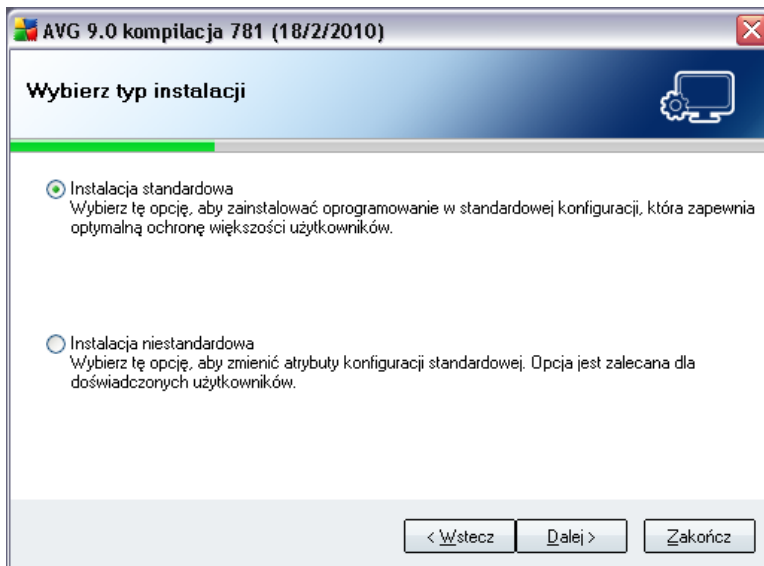 AVG 9.0 kompilacja 781 (18/2/2010)
Wybierz typ instalacji
Instalacja standardowa
Wybierz tę opcję, aby zainstalować oprogramowanie w standardowej konfiguracji, która zapewnia
optymalną ochronę większości użytkowników.
Instalacja niestandardowa
Wybierz tę opcję, aby zmienić atrybuty konfiguracji standardowej. Opcja jest zalecana dla
doświadczonych użytkowników.
< Wstecz Dalej > Zakończ